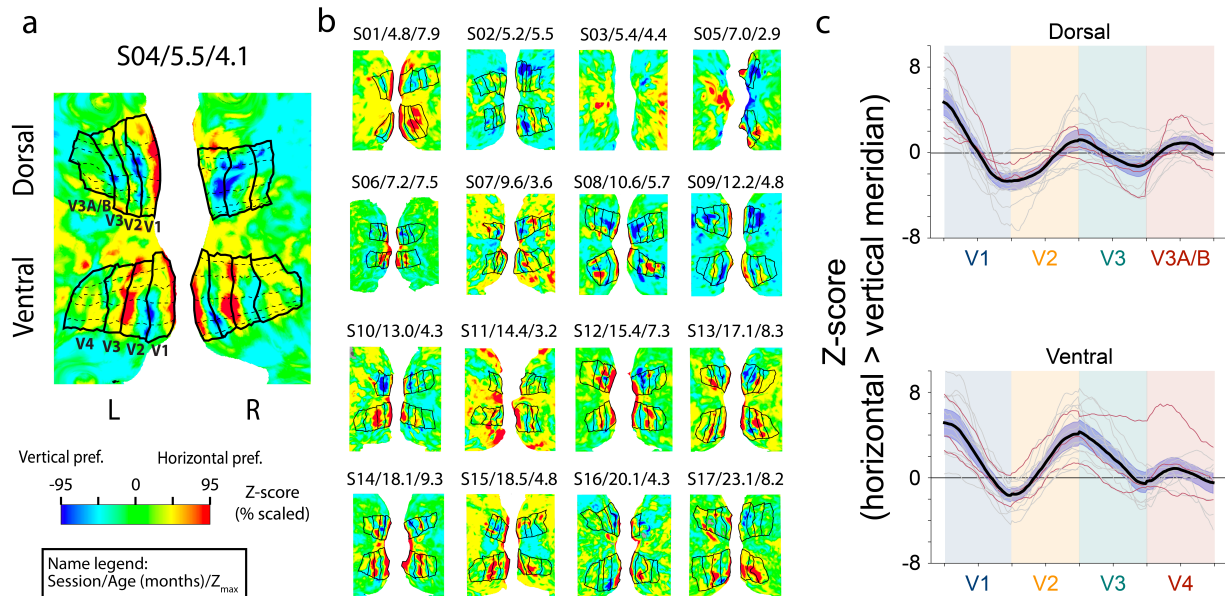 a
S04/5.5/4.1
Dorsal
Ventral
V3A/B
V3
V2
V1
V4
V3
V2
V1
L
R
Vertical pref.
Horizontal pref.
-95
0
95
Z-score
(% scaled)
Name legend:
Session/Age (months)/Zmax
b
S01/4.8/7.9
S02/5.2/5.5
S03/5.4/4.4
S05/7.0/2.9
S06/7.2/7.5
S07/9.6/3.6
S08/10.6/5.7
S09/12.2/4.8
S10/13.0/4.3
S11/14.4/3.2
S12/15.4/7.3
S13/17.1/8.3
S14/18.1/9.3
S15/18.5/4.8
S16/20.1/4.3
S17/23.1/8.2
c
Z-score
(horizontal > vertical meridian)
Dorsal
8
0
-8
V1
V2
V3
V3A/B
Ventral
8
0
-8
V1
V2
V3
V4